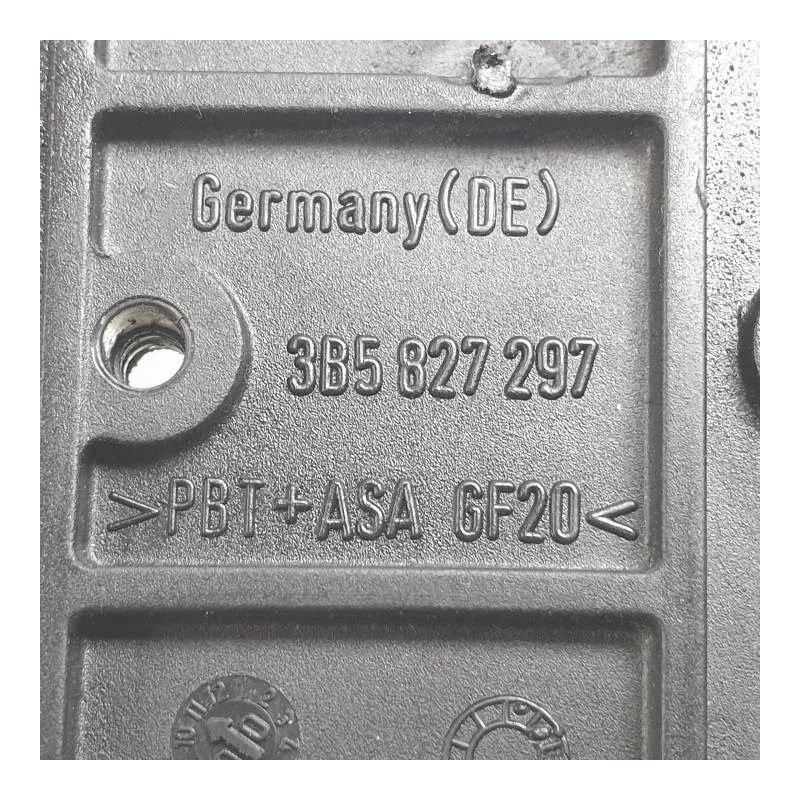 Germany (DE)
3B5 827 297
>PBT+ASA GF20<